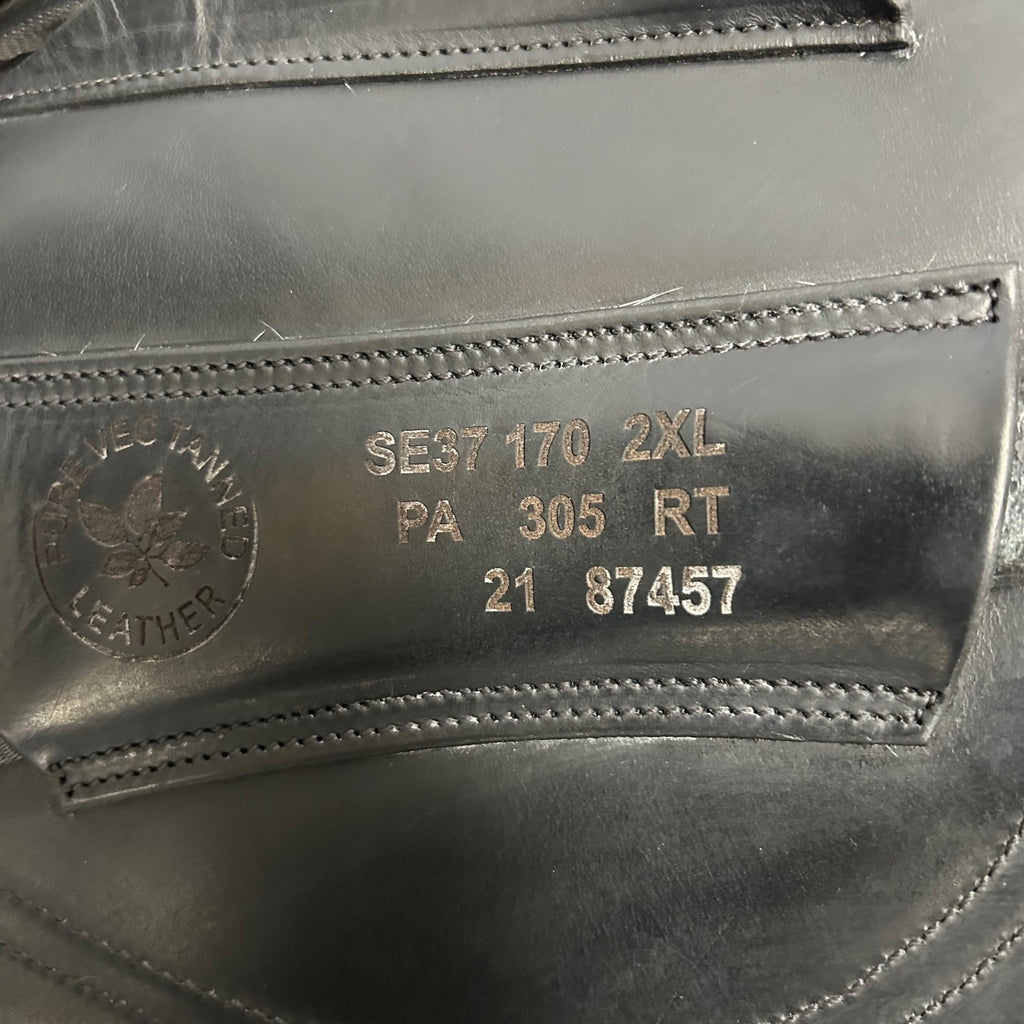 PURE VEG TANNED
LEATHER
SE37 170 2XL
PA 305 RT
21 87457